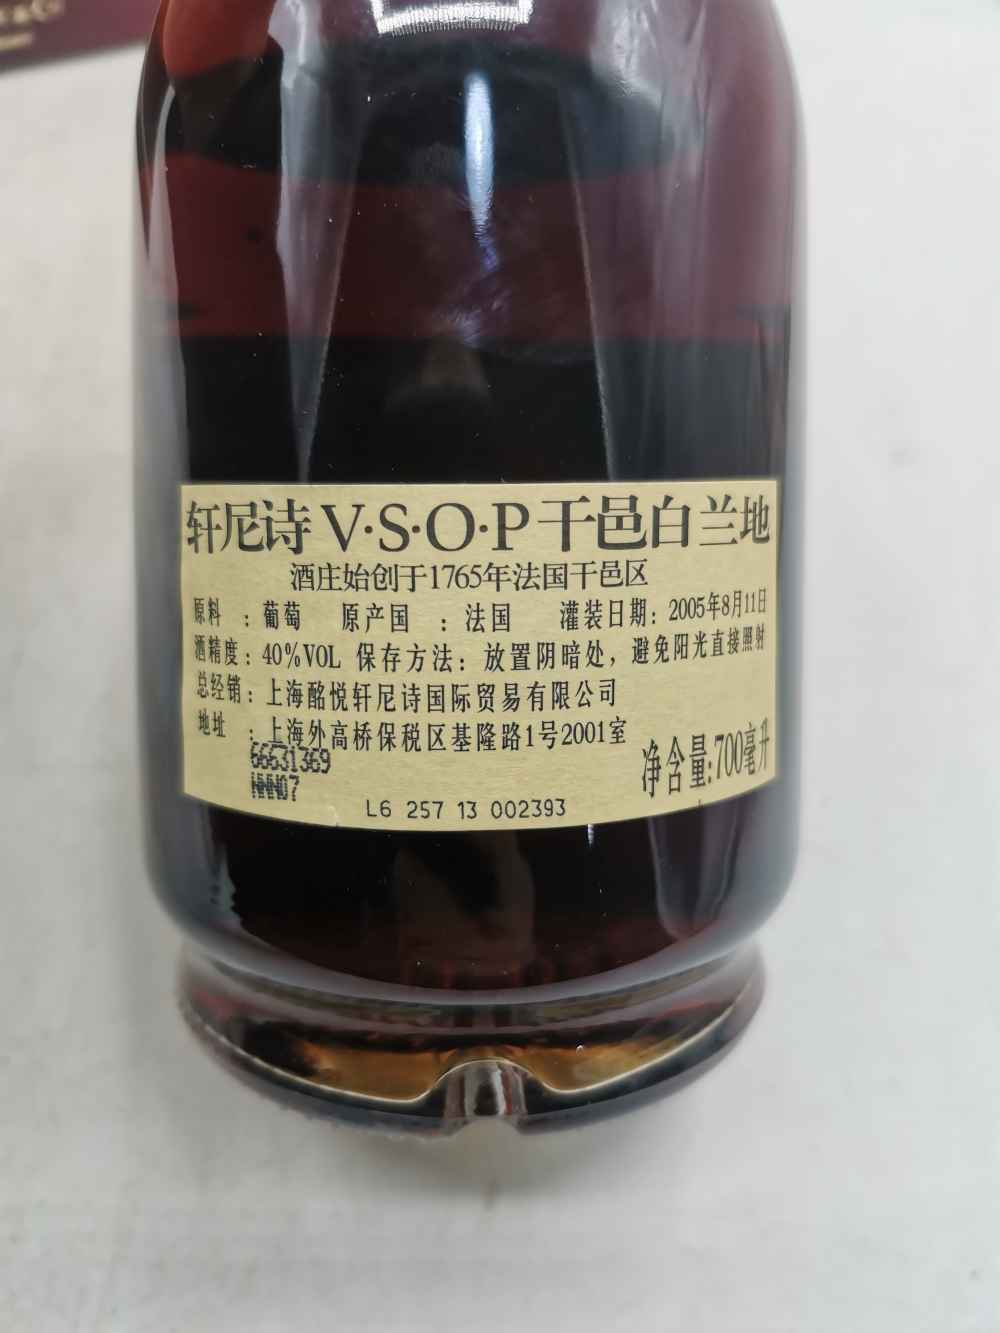 轩尼诗 V·S·O·P 干邑白兰地
酒庄始创于1765年法国干邑区
原料 : 葡萄 原产国 : 法国 灌装日期: 2005年8月11日
酒精度: 40%VOL 保存方法: 放置阴暗处, 避免阳光直接照射
总经销: 上海酩悦轩尼诗国际贸易有限公司
地址 : 上海外高桥保税区基隆路1号2001室
净含量:700毫升
66631369
NNN07
L6 257 13 002393